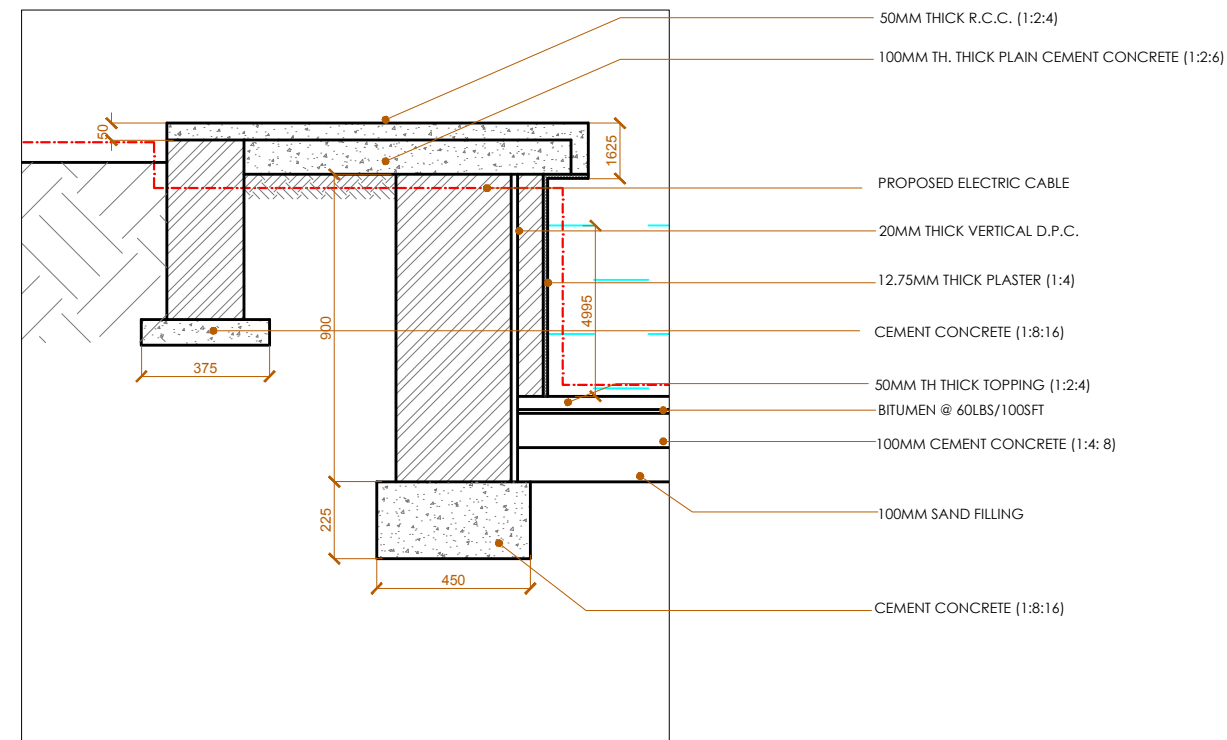 50MM THICK R.C.C. (1:2:4)
100MM TH. THICK PLAIN CEMENT CONCRETE (1:2:6)
50
1625
PROPOSED ELECTRIC CABLE
20MM THICK VERTICAL D.P.C.
12.75MM THICK PLASTER (1:4)
4995
900
CEMENT CONCRETE (1:8:16)
375
50MM TH THICK TOPPING (1:2:4)
BITUMEN @ 60LBS/100SFT
100MM CEMENT CONCRETE (1:4: 8)
225
100MM SAND FILLING
450
CEMENT CONCRETE (1:8:16)